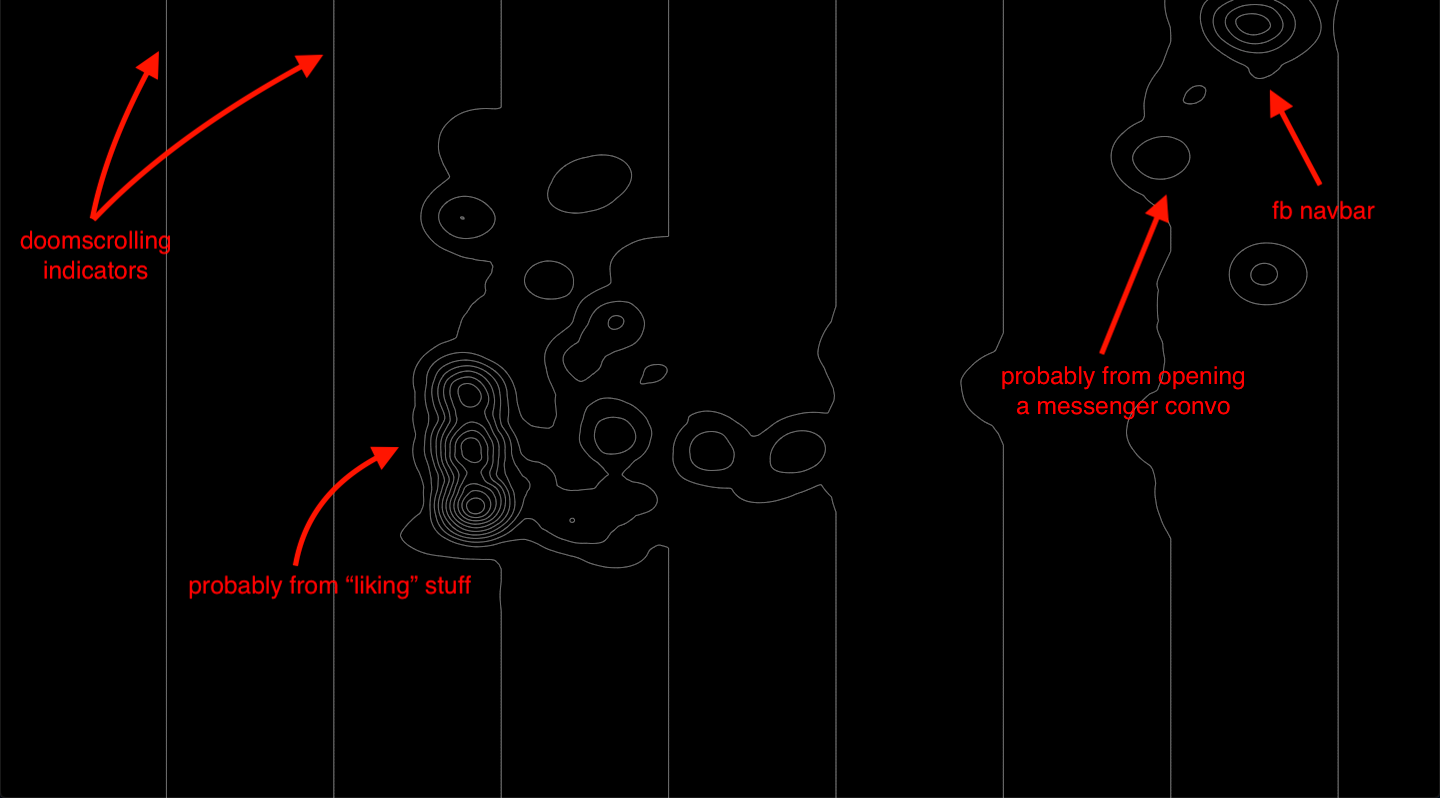 doomscrolling
indicators
fb navbar
probably from opening
a messenger convo
probably from “liking” stuff